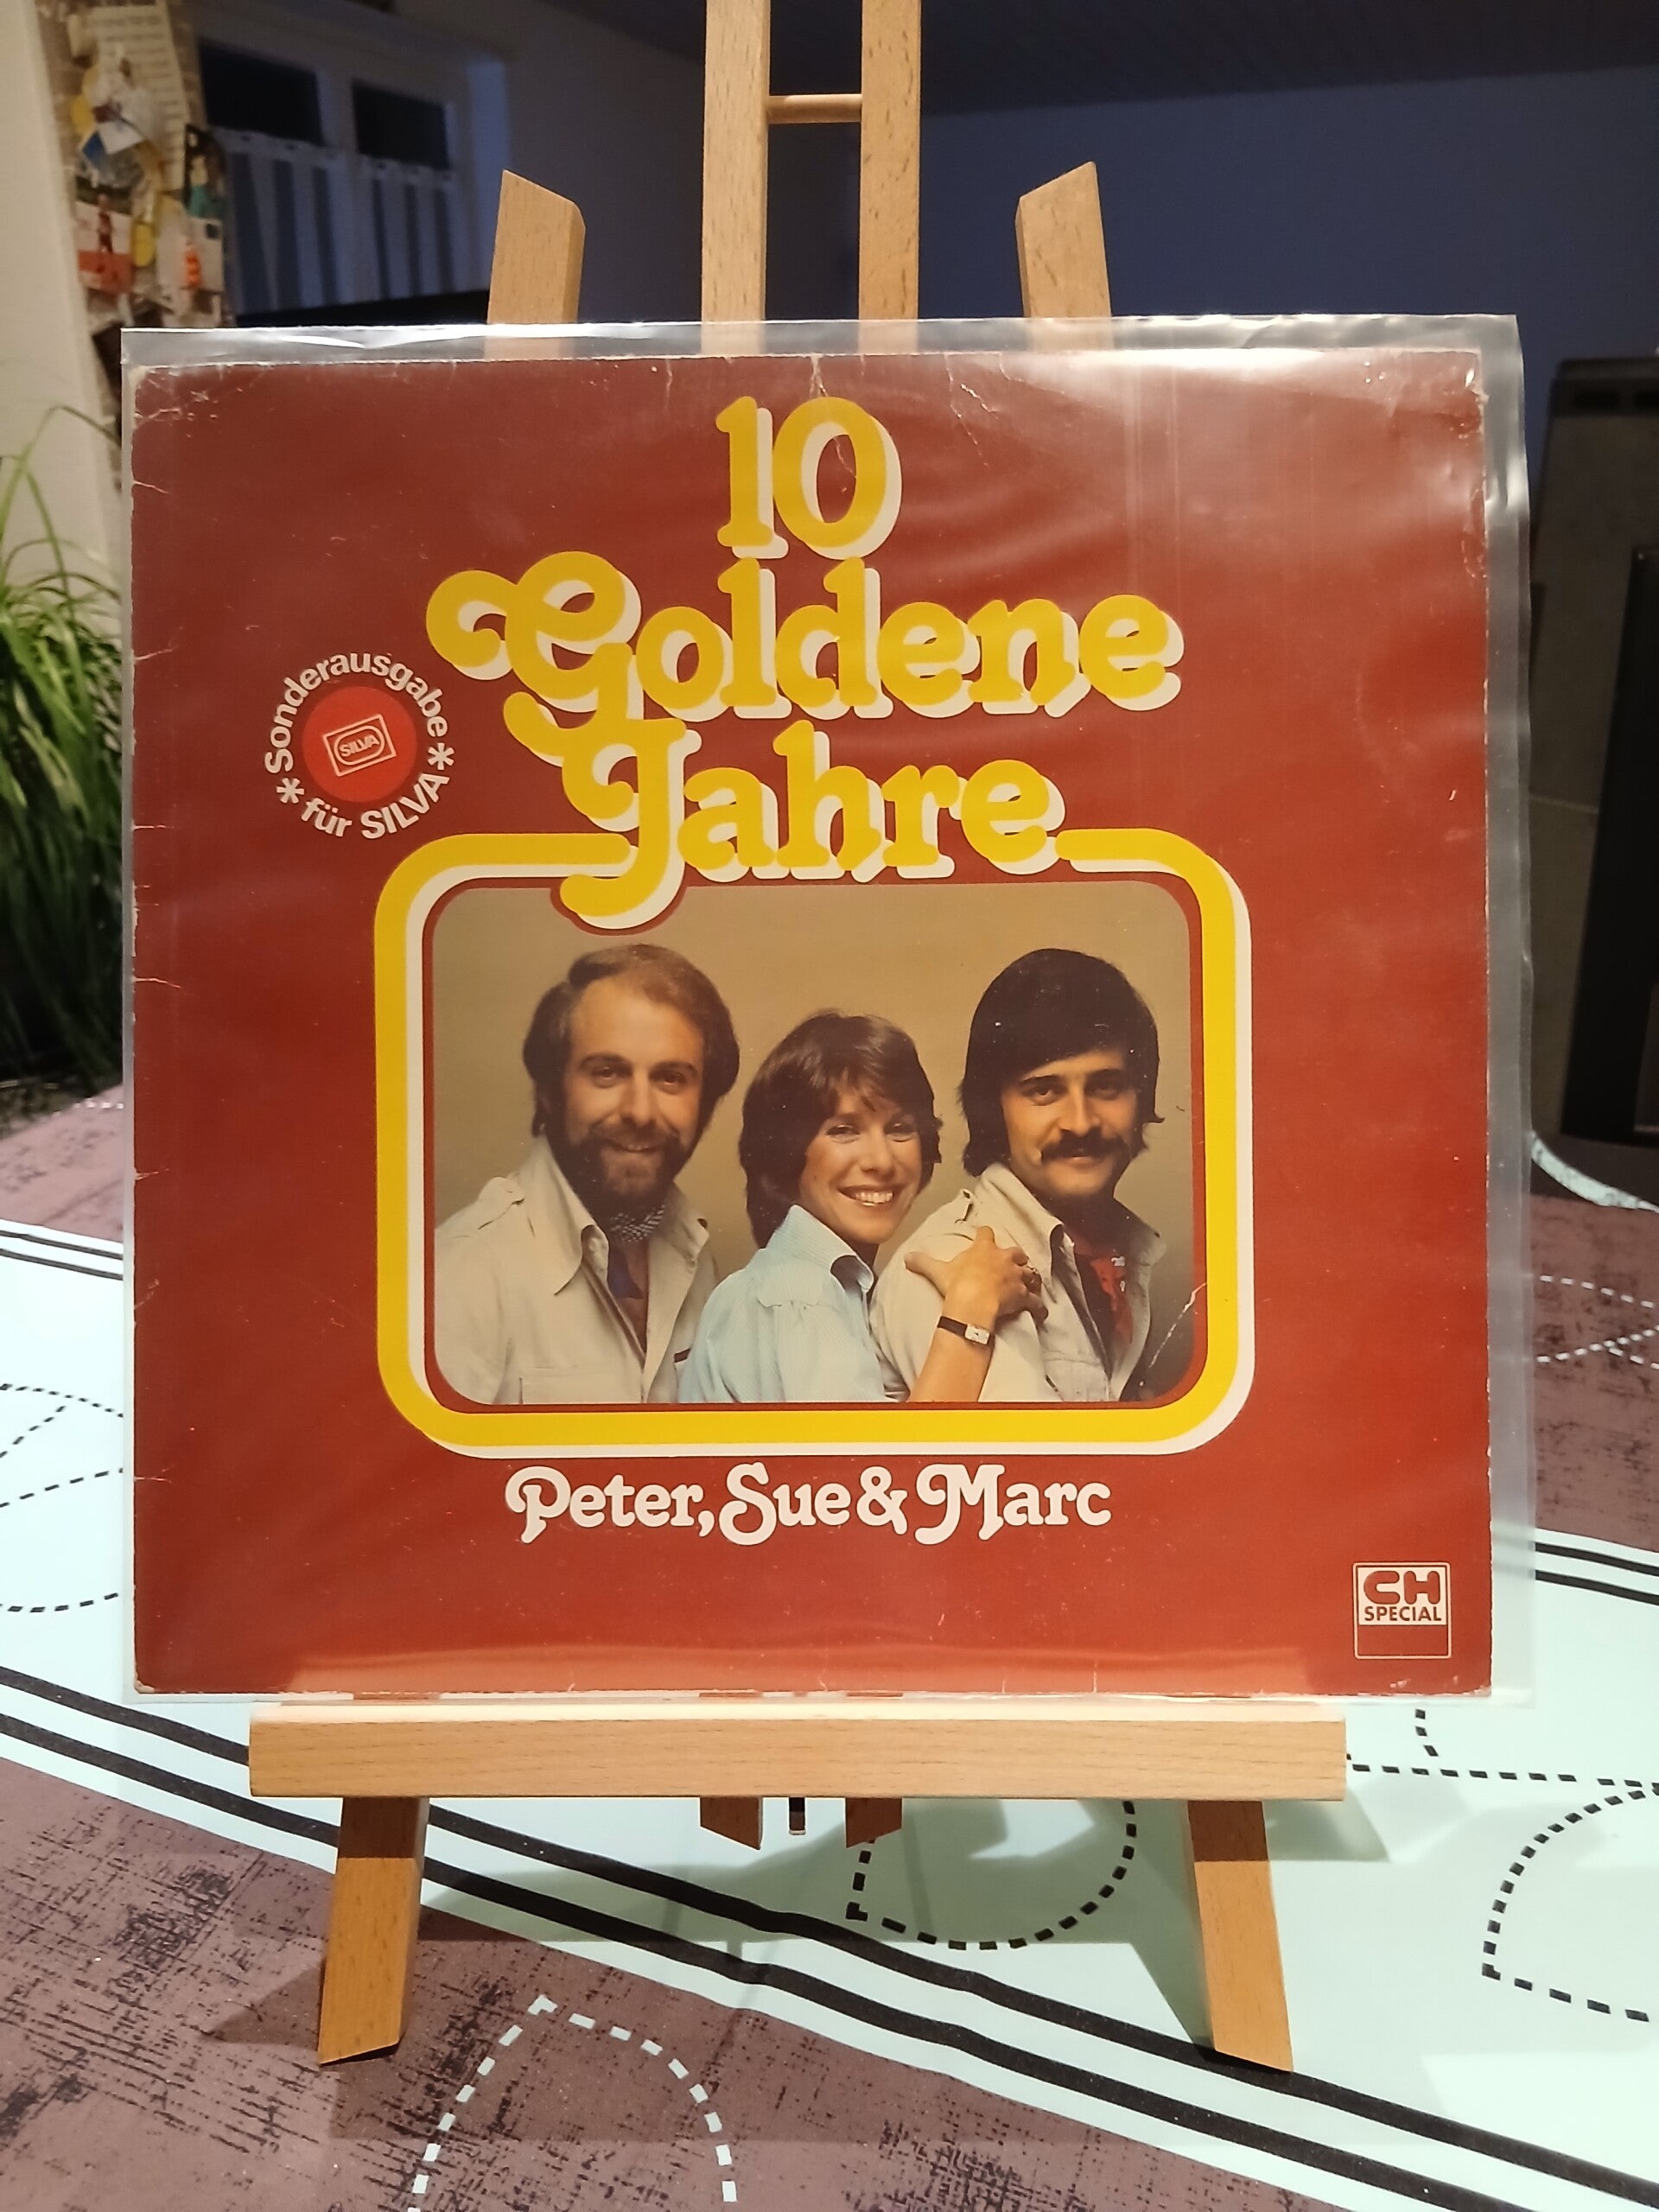 10
Goldene
Jahre
*Sonderausgabe*
für SILVA
SILVA
Peter, Sue & Marc
CH
SPECIAL